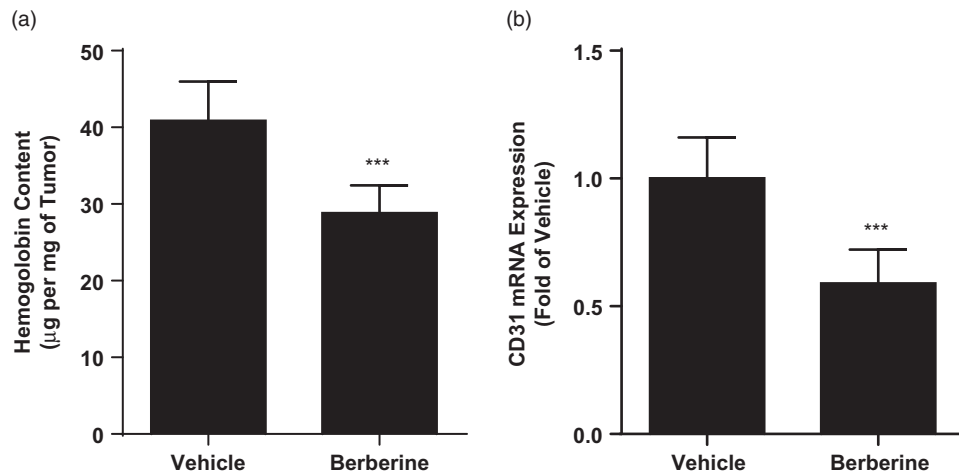 (a)
Hemogolobin Content
(μg per mg of Tumor)
50
40
30
20
10
0
***
Vehicle
Berberine
(b)
CD31 mRNA Expression
(Fold of Vehicle)
1.5
1.0
0.5
0.0
***
Vehicle
Berberine